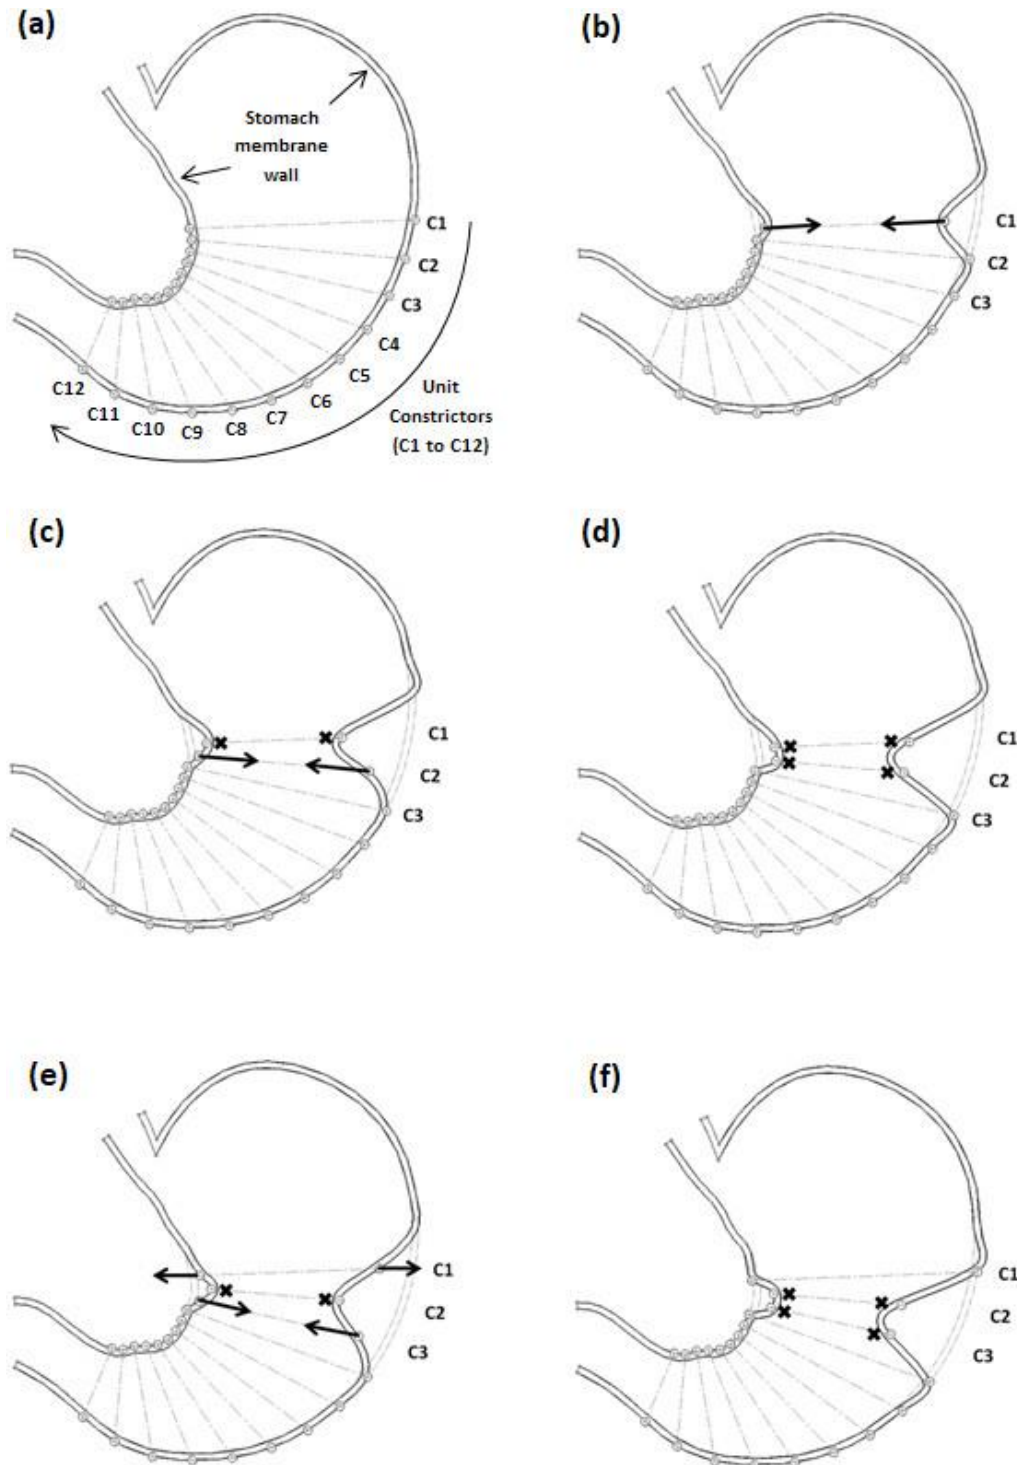 (a)
Stomach
membrane
wall
C1
C2
C3
C4
C5
C6
C7
C8
C9
C10
C11
C12
Unit
Constrictors
(C1 to C12)
(b)
C1
C2
C3
(c)
C1
C2
C3
(d)
C1
C2
C3
(e)
C1
C2
C3
(f)
C1
C2
C3